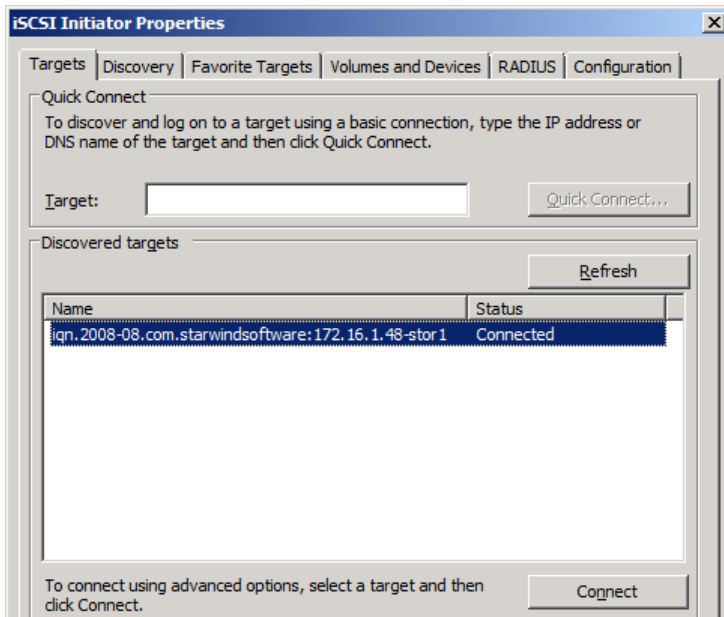 iSCSI Initiator Properties
Targets Discovery Favorite Targets Volumes and Devices RADIUS Configuration
Quick Connect
To discover and log on to a target using a basic connection, type the IP address or
DNS name of the target and then click Quick Connect.
Target:
Quick Connect...
Discovered targets
Refresh
Name Status
iqn.2008-08.com.starwindsoftware:172.16.1.48-stor1 Connected
To connect using advanced options, select a target and then
click Connect.
Connect